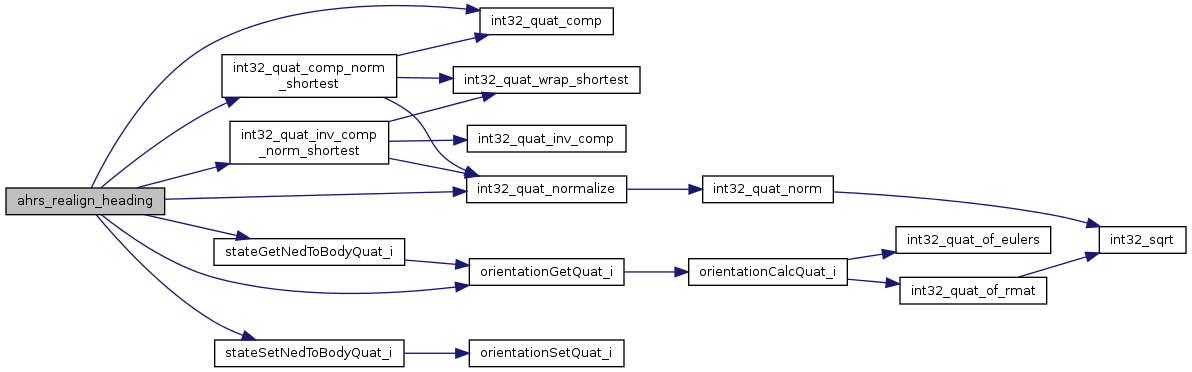 int32_quat_comp
int32_quat_comp_norm
_shortest
int32_quat_wrap_shortest
int32_quat_inv_comp
_norm_shortest
int32_quat_inv_comp
ahrs_realign_heading
int32_quat_normalize
int32_quat_norm
stateGetNedToBodyQuat_i
int32_quat_of_eulers
int32_sqrt
orientationGetQuat_i
orientationCalcQuat_i
int32_quat_of_rmat
stateSetNedToBodyQuat_i
orientationSetQuat_i